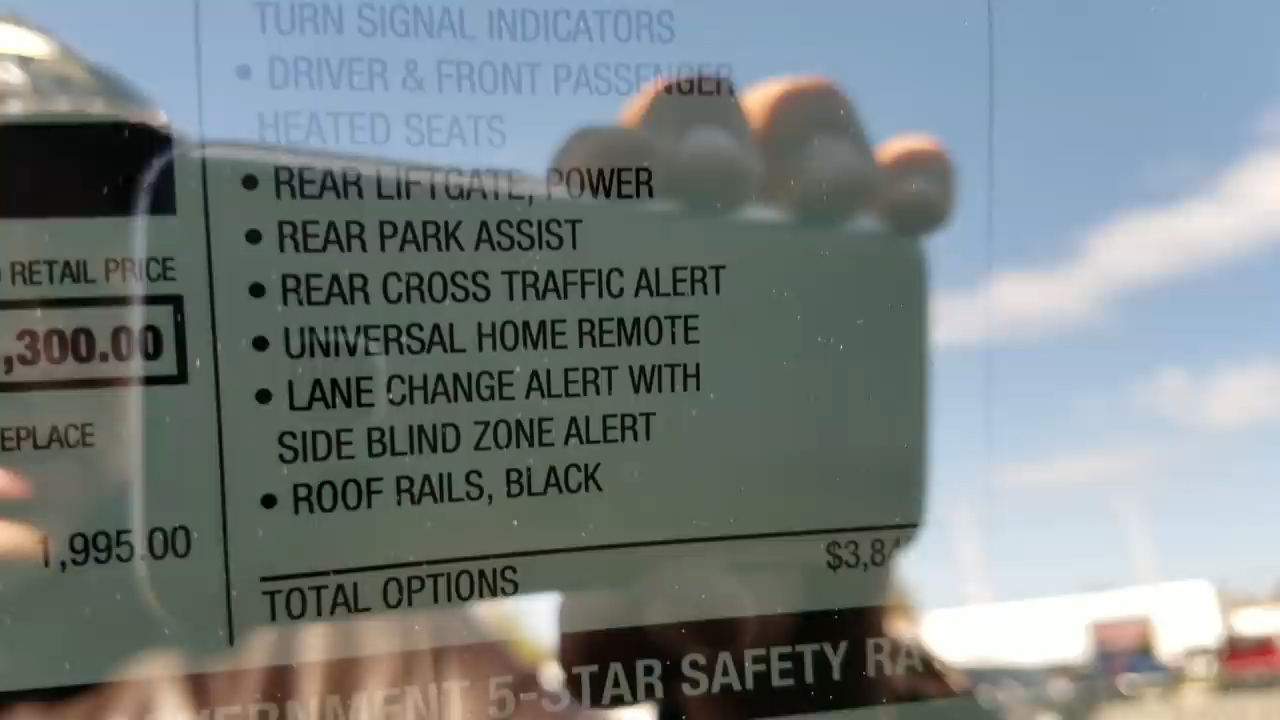 TURN SIGNAL INDICATORS
• DRIVER & FRONT PASSENGER
HEATED SEATS
• REAR LIFTGATE, POWER
• REAR PARK ASSIST
• REAR CROSS TRAFFIC ALERT
• UNIVERSAL HOME REMOTE
• LANE CHANGE ALERT WITH
SIDE BLIND ZONE ALERT
• ROOF RAILS, BLACK
$3,8
TOTAL OPTIONS
RETAIL PRICE
,300.00
EPLACE
1,995.00
5-STAR SAFETY